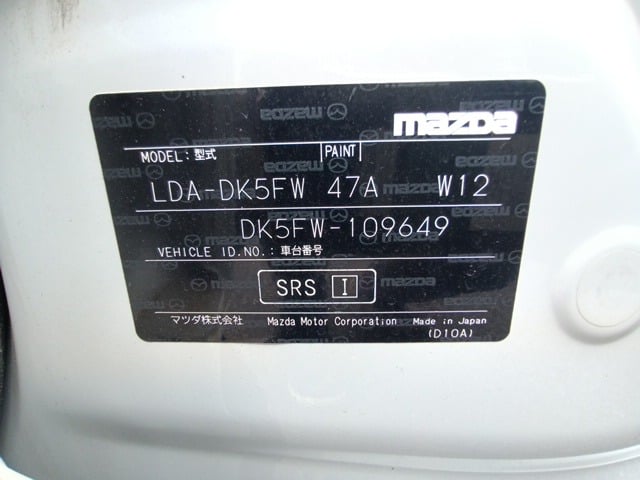 mazda
MODEL: 型式 PAINT
LDA-DK5FW 47A W12
DK5FW-109649
VEHICLE ID.NO.: 車台番号
SRS I
マツダ株式会社 Mazda Motor Corporation Made in Japan
(D10A)